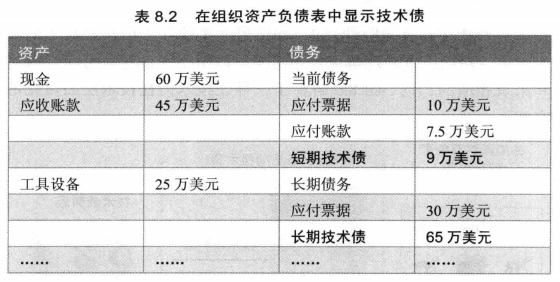 表 8.2 在组织资产负债表中显示技术债
资产 债务
现金 60 万美元 当前债务
应收账款 45 万美元 应付票据 10 万美元
应付账款 7.5 万美元
短期技术债 9 万美元
工具设备 25 万美元 长期债务
应付票据 30 万美元
长期技术债 65 万美元
…… …… …… ……